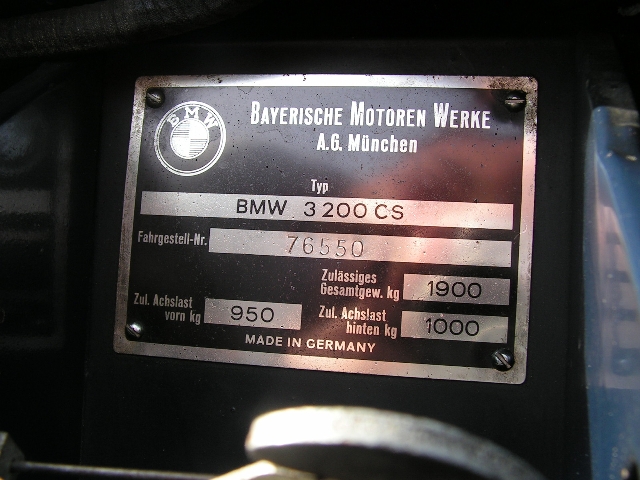 BMW
BAYERISCHE MOTOREN WERKE
A.G. München
Typ
BMW 3200 CS
Fahrgestell-Nr. 76550
Zulässiges
Gesamtgew. kg 1900
Zul. Achslast
vorn kg 950
Zul. Achslast
hinten kg 1000
MADE IN GERMANY